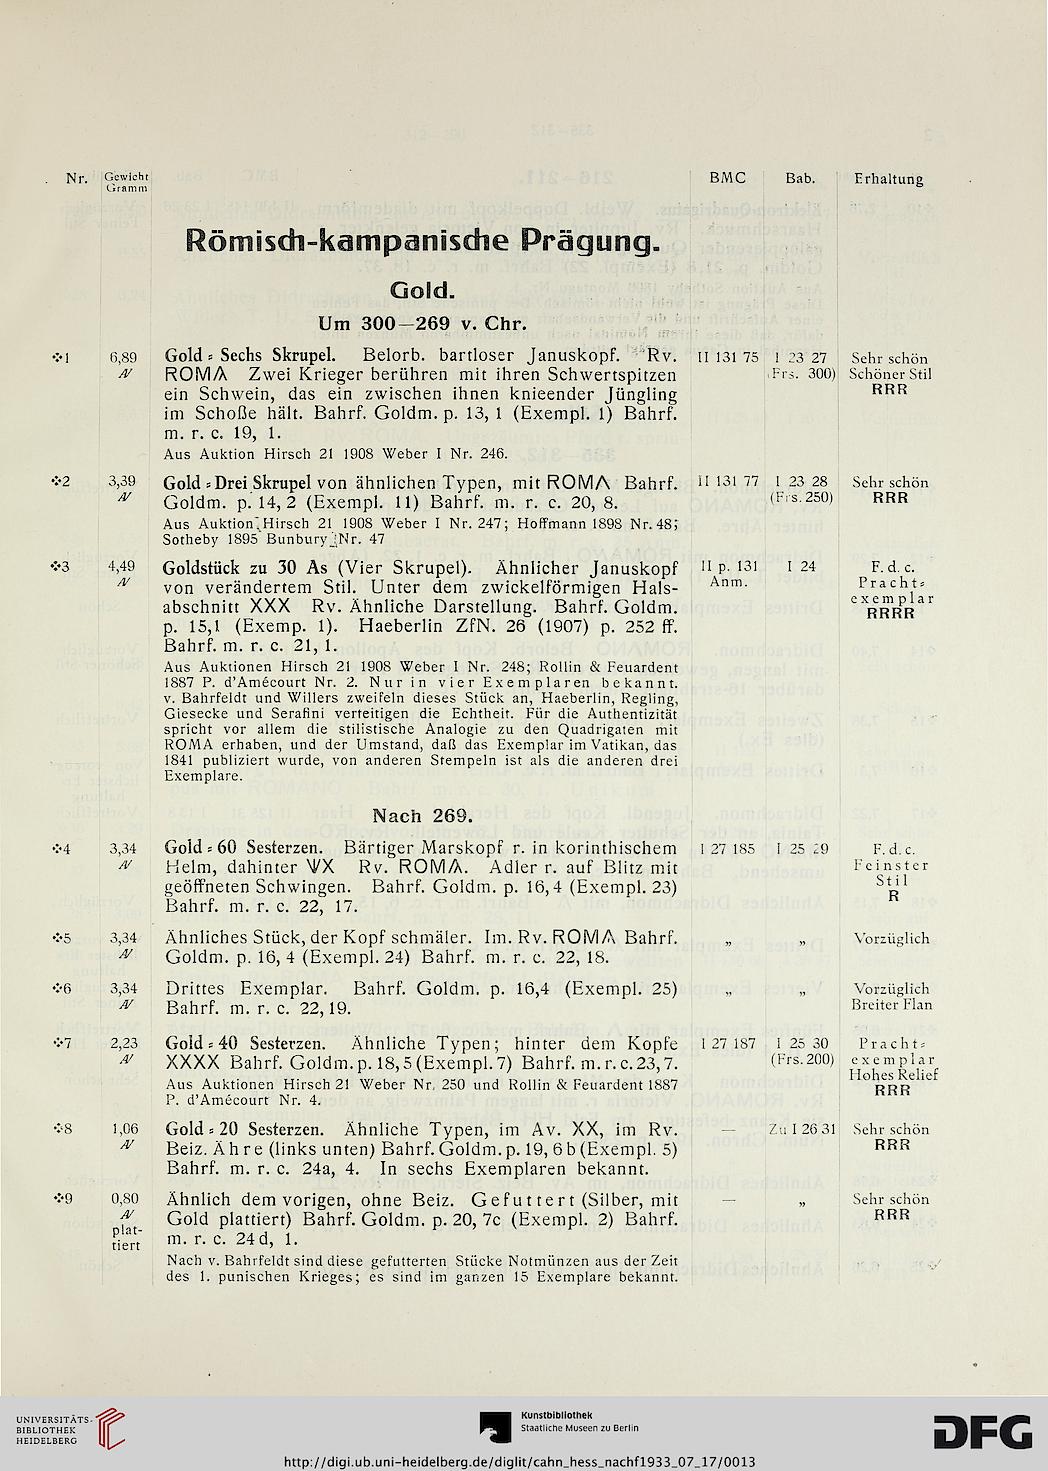 Nr. Gewicht Gramm BMC Bab. Erhaltung
Römisch-kampanische Prägung.
Gold.
Um 300—269 v. Chr.
1 6,89 Gold = Sechs Skrupel. Belorb. bartloser Januskopf. Rv. II 131 75 I 23 27 Sehr schön
ROMA Zwei Krieger berühren mit ihren Schwertspitzen (Frs. 300) Schöner Stil
ein Schwein, das ein zwischen ihnen knieender Jüngling RRR
im Schoße hält. Bahrf. Goldm. p. 13, 1 (Exempl. 1) Bahrf.
m. r. c. 19, 1.
Aus Auktion Hirsch 21 1908 Weber I Nr. 246.
2 3,39 Gold = Drei Skrupel von ähnlichen Typen, mit ROMA Bahrf. II 131 77 I 23 28 Sehr schön
Goldm. p. 14, 2 (Exempl. 11) Bahrf. m. r. c. 20, 8. (Frs. 250) RRR
Aus Auktion Hirsch 21 1908 Weber I Nr. 247; Hoffmann 1898 Nr. 48;
Sotheby 1895 Bunbury Nr. 47
3 4,49 Goldstück zu 30 As (Vier Skrupel). Ähnlicher Januskopf II p. 131 I 24 F. d. c.
von verändertem Stil. Unter dem zwickelförmigen Hals- Anm. Pracht=
abschnitt XXX Rv. Ähnliche Darstellung. Bahrf. Goldm. exemplar
p. 15,1 (Exemp. 1). Haeberlin ZfN. 26 (1907) p. 252 ff. RRRR
Bahrf. m. r. c. 21, 1.
Aus Auktionen Hirsch 21 1908 Weber I Nr. 248; Rollin & Feuardent
1887 P. d'Amécourt Nr. 2. Nur in vier Exemplaren bekannt.
v. Bahrfeldt und Willers zweifeln dieses Stück an, Haeberlin, Regling,
Giesecke und Serafini verteitigen die Echtheit. Für die Authentizität
spricht vor allem die stilistische Analogie zu den Quadrigaten mit
ROMA erhaben, und der Umstand, daß das Exemplar im Vatikan, das
1841 publiziert wurde, von anderen Stempeln ist als die anderen drei
Exemplare.
Nach 269.
4 3,34 Gold = 60 Sesterzen. Bärtiger Marskopf r. in korinthischem I 27 185 I 25 29 F. d. c.
Helm, dahinter ѰX Rv. ROMA. Adler r. auf Blitz mit Feinster
geöffneten Schwingen. Bahrf. Goldm. p. 16, 4 (Exempl. 23) Stil
Bahrf. m. r. c. 22, 17. R
5 3,34 Ähnliches Stück, der Kopf schmäler. Im. Rv. ROMA Bahrf. „ „ Vorzüglich
Goldm. p. 16, 4 (Exempl. 24) Bahrf. m. r. c. 22, 18.
6 3,34 Drittes Exemplar. Bahrf. Goldm. p. 16,4 (Exempl. 25) „ „ Vorzüglich
Bahrf. m. r. c. 22, 19. Breiter Flan
7 2,23 Gold = 40 Sesterzen. Ähnliche Typen; hinter dem Kopfe I 27 187 I 25 30 Pracht=
XXXX Bahrf. Goldm. p. 18, 5 (Exempl. 7) Bahrf. m. r. c. 23, 7. (Frs. 200) exemplar
Aus Auktionen Hirsch 21 Weber Nr. 250 und Rollin & Feuardent 1887 Hohes Relief
P. d'Amécourt Nr. 4. RRR
8 1,06 Gold = 20 Sesterzen. Ähnliche Typen, im Av. XX, im Rv. — Zu I 26 31 Sehr schön
Beiz. Ähre (links unten) Bahrf. Goldm. p. 19, 6 b (Exempl. 5) RRR
Bahrf. m. r. c. 24a, 4. In sechs Exemplaren bekannt.
9 0,80 Ähnlich dem vorigen, ohne Beiz. Gefuttert (Silber, mit — „ Sehr schön
plat- Gold plattiert) Bahrf. Goldm. p. 20, 7c (Exempl. 2) Bahrf. RRR
tiert m. r. c. 24 d, 1.
Nach v. Bahrfeldt sind diese gefutterten Stücke Notmünzen aus der Zeit
des 1. punischen Krieges; es sind im ganzen 15 Exemplare bekannt.
UNIVERSITÄTS-
BIBLIOTHEK
HEIDELBERG
Kunstbibliothek
Staatliche Museen zu Berlin
DFG
http://digi.ub.uni-heidelberg.de/diglit/cahn_hess_nachf1933_07_17/0013